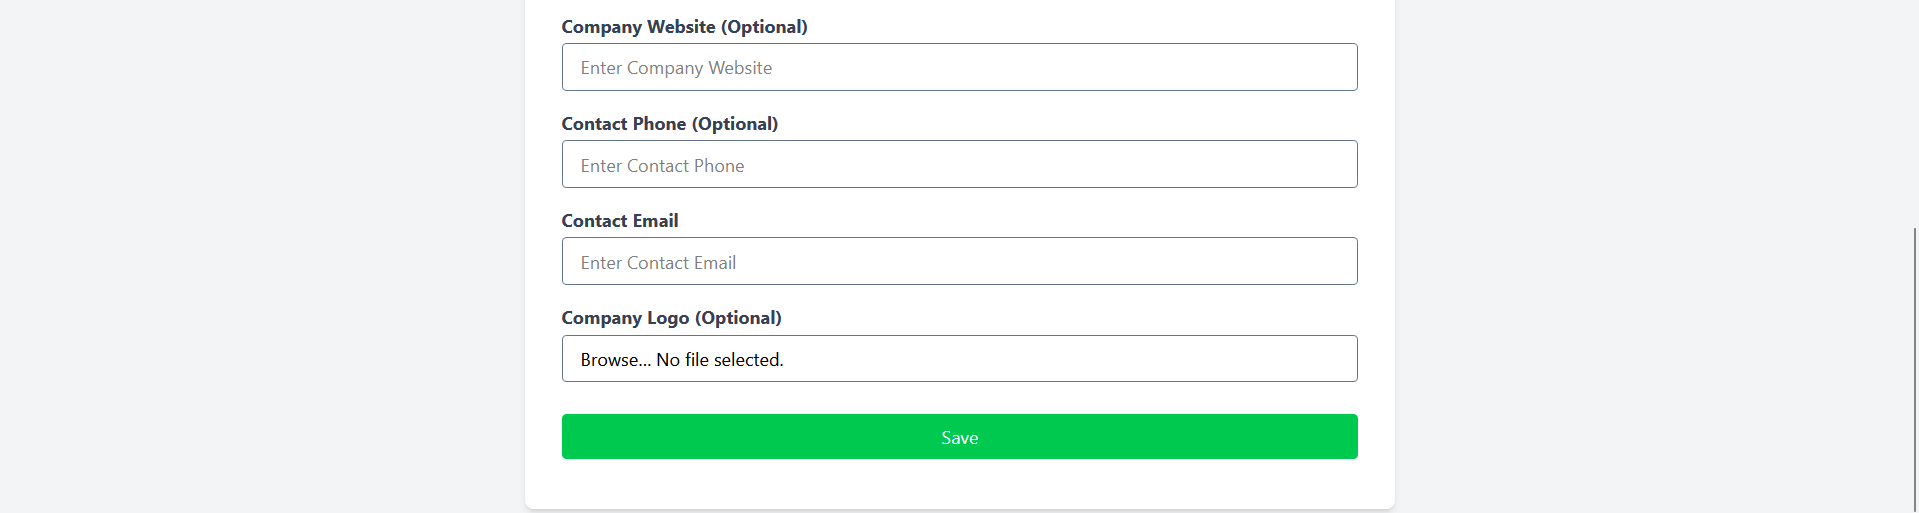 Company Website (Optional)
Enter Company Website
Contact Phone (Optional)
Enter Contact Phone
Contact Email
Enter Contact Email
Company Logo (Optional)
Browse... No file selected.
Save